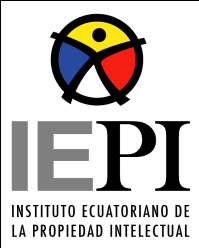 IEPI
INSTITUTO ECUATORIANO DE
LA PROPIEDAD INTELECTUAL